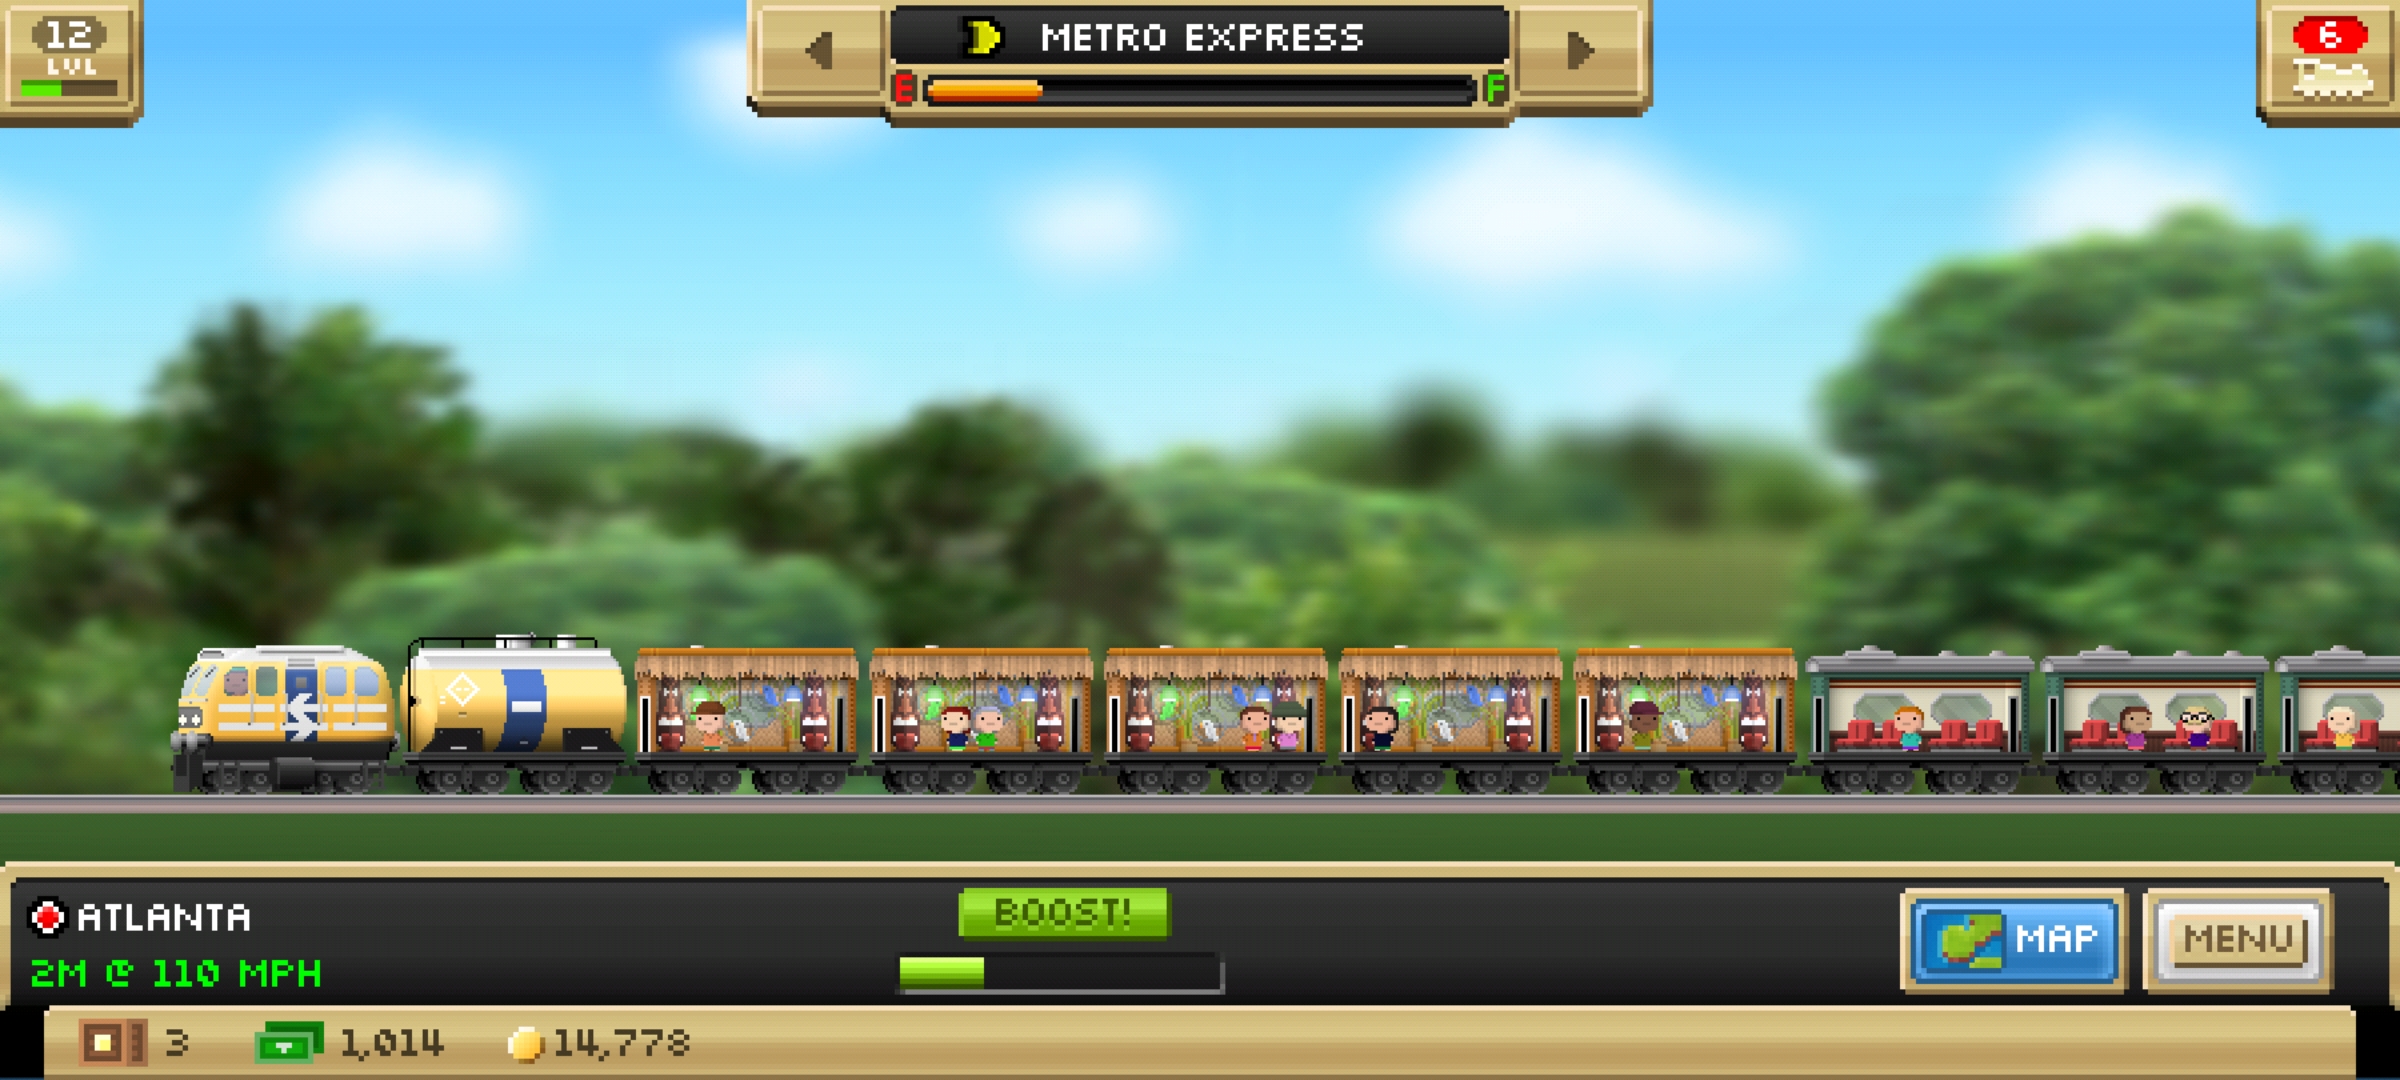 12
LVL
METRO EXPRESS
E F
6
ATLANTA
2M @ 110 MPH
BOOST!
MAP
MENU
3
1,014
14,778